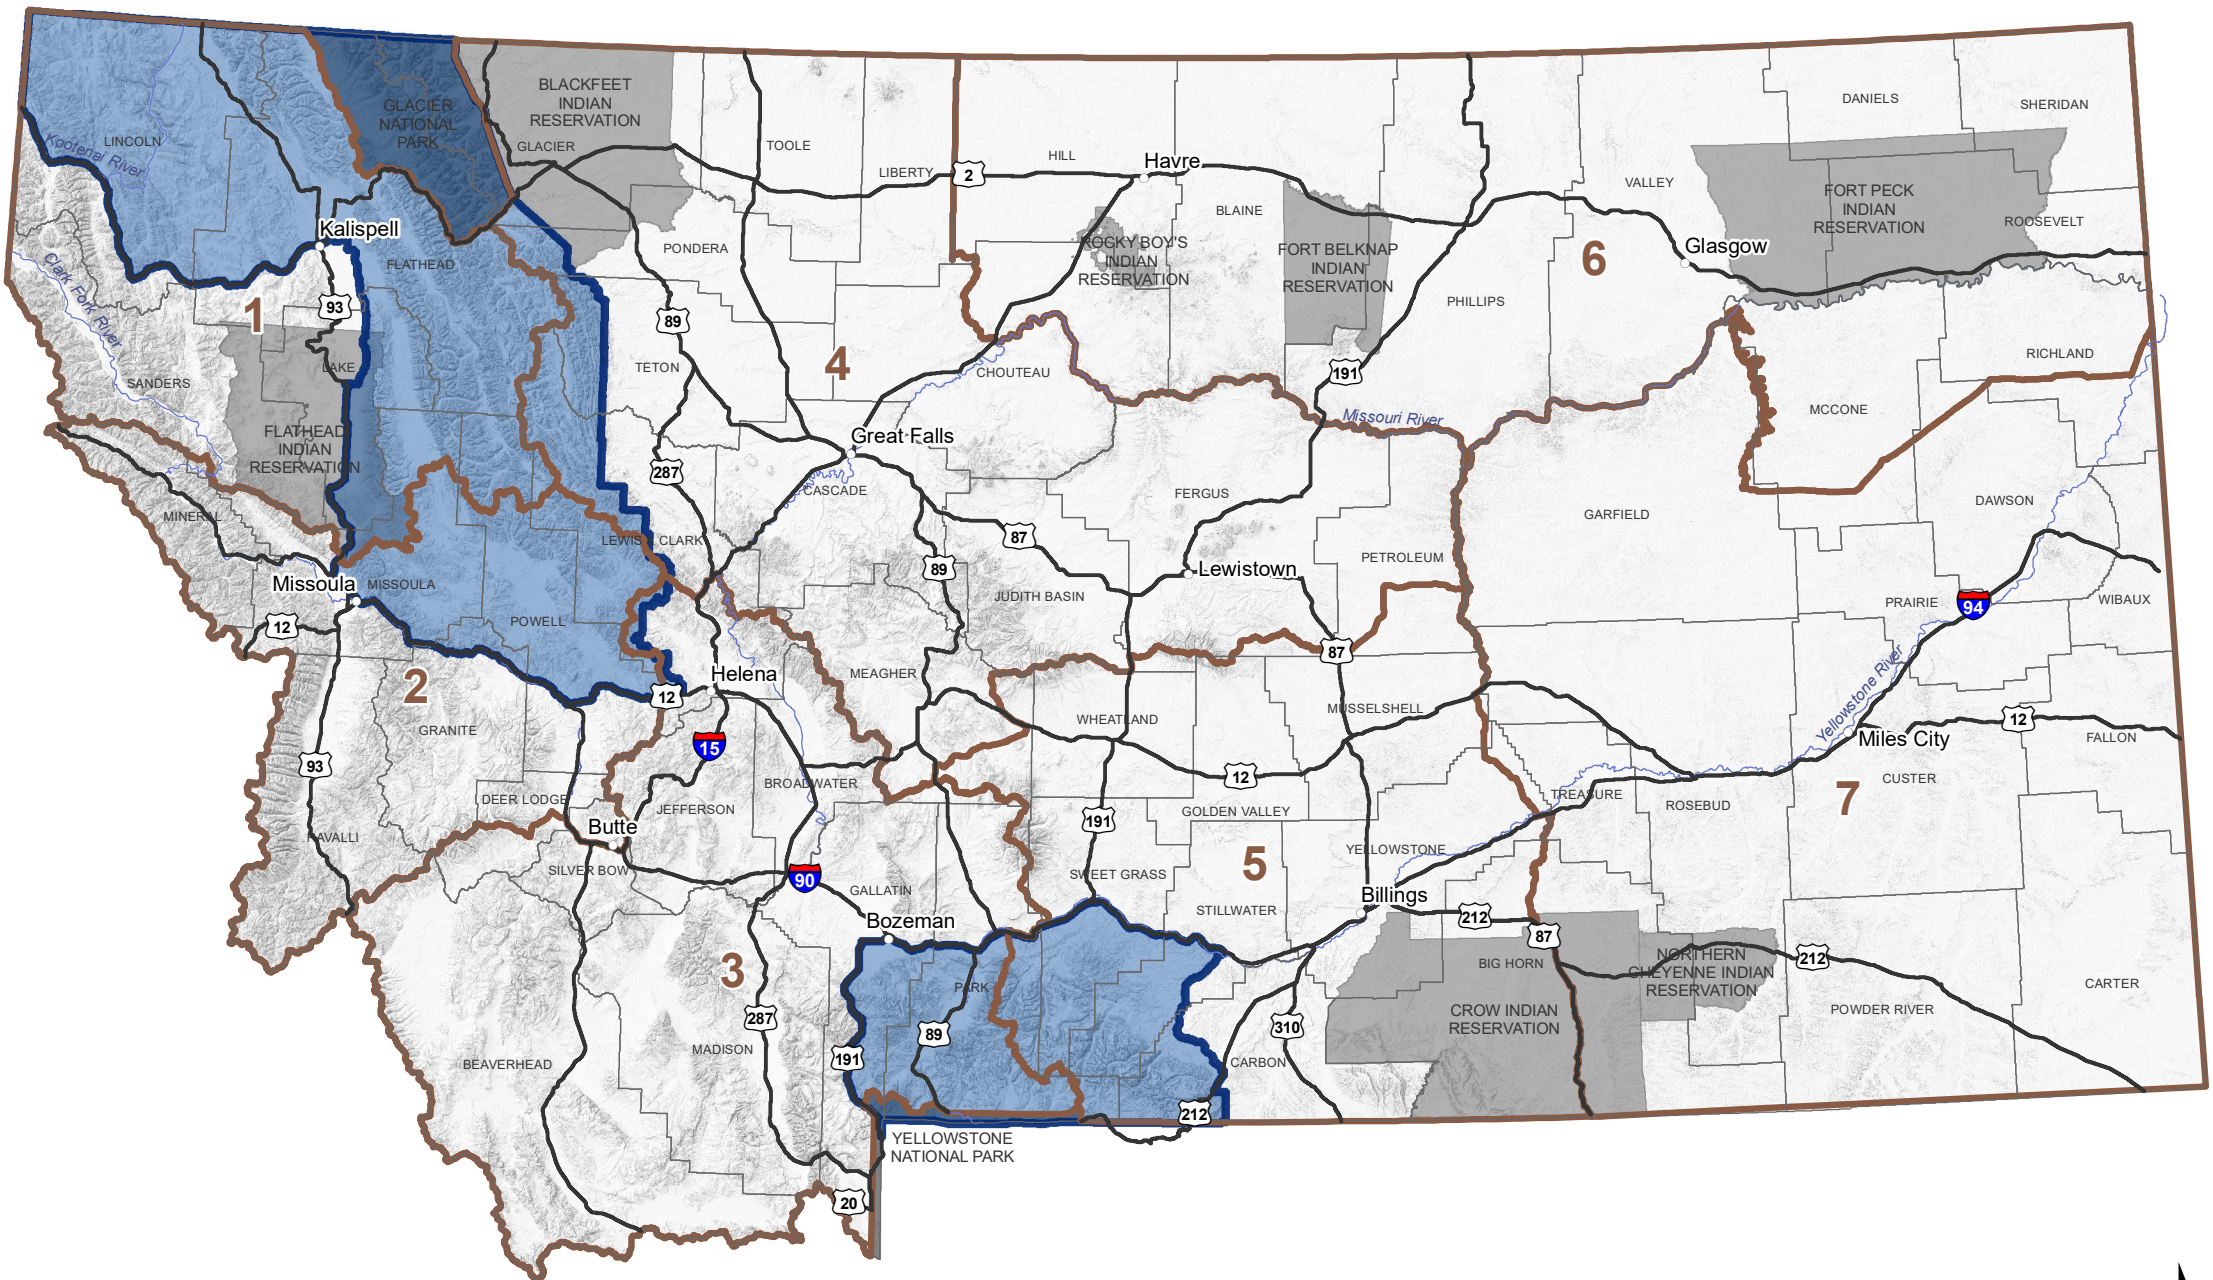 BLACKFEET
INDIAN
RESERVATION
GLACIER
NATIONAL
PARK
DANIELS
SHERIDAN
LINCOLN
Kootenai River
GLACIER
TOOLE
LIBERTY
2
HILL
Havre
VALLEY
FORT PECK
INDIAN
RESERVATION
ROOSEVELT
BLAINE
Kalispell
FLATHEAD
PONDERA
ROCKY BOY'S
INDIAN
RESERVATION
FORT BELKNAP
INDIAN
RESERVATION
6
Glasgow
Clark Fork River
1
93
89
PHILLIPS
TETON
4
CHOUTEAU
191
RICHLAND
LAKE
SANDERS
MCCONE
Missouri River
FLATHEAD
INDIAN
RESERVATION
Great Falls
287
CASCADE
FERGUS
DAWSON
MINERAL
GARFIELD
LEWIS & CLARK
87
89
PETROLEUM
Lewistown
Missoula
MISSOULA
JUDITH BASIN
PRAIRIE
94
WIBAUX
12
POWELL
87
Yellowstone River
2
Helena
12
MEAGHER
GRANITE
WHEATLAND
MUSSELSHELL
12
Miles City
FALLON
93
15
BROADWATER
12
CUSTER
7
DEER LODGE
JEFFERSON
GOLDEN VALLEY
TREASURE
ROSEBUD
Butte
191
RAVALLI
SILVER BOW
90
GALLATIN
SWEET GRASS
5
YELLOWSTONE
Billings
STILLWATER
Bozeman
212
87
3
PARK
BIG HORN
NORTHERN
CHEYENNE INDIAN
RESERVATION
212
CARTER
287
89
310
CROW INDIAN
RESERVATION
POWDER RIVER
MADISON
191
BEAVERHEAD
CARBON
212
YELLOWSTONE
NATIONAL PARK
20